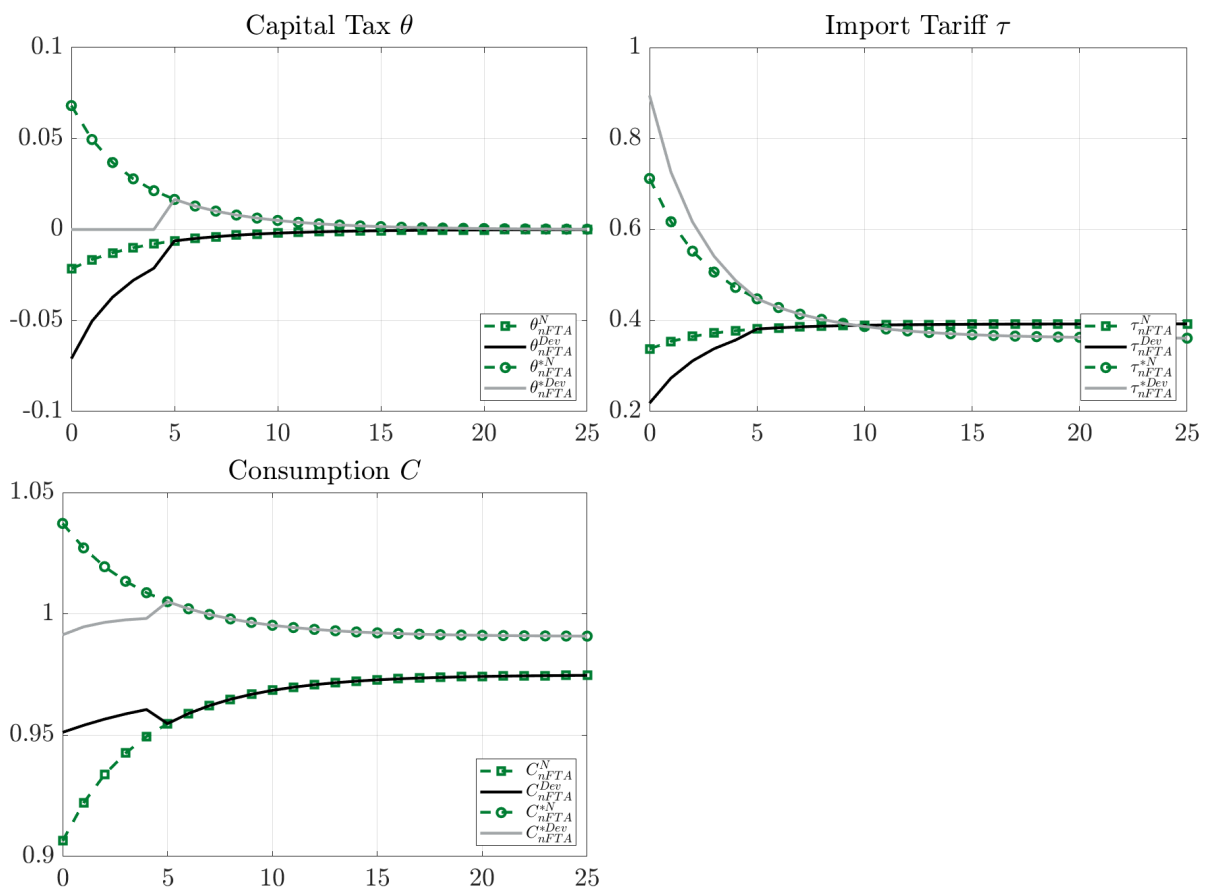 Capital Tax θ
0.1
0.05
0
-0.05
-0.1
0 5 10 15 20 25
θ^N_nFTA
θ^Dev_nFTA
θ^*N_nFTA
θ^*Dev_nFTA
Import Tariff τ
1
0.8
0.6
0.4
0.2
0 5 10 15 20 25
τ^N_nFTA
τ^Dev_nFTA
τ^*N_nFTA
τ^*Dev_nFTA
Consumption C
1.05
1
0.95
0.9
0 5 10 15 20 25
C^N_nFTA
C^Dev_nFTA
C^*N_nFTA
C^*Dev_nFTA